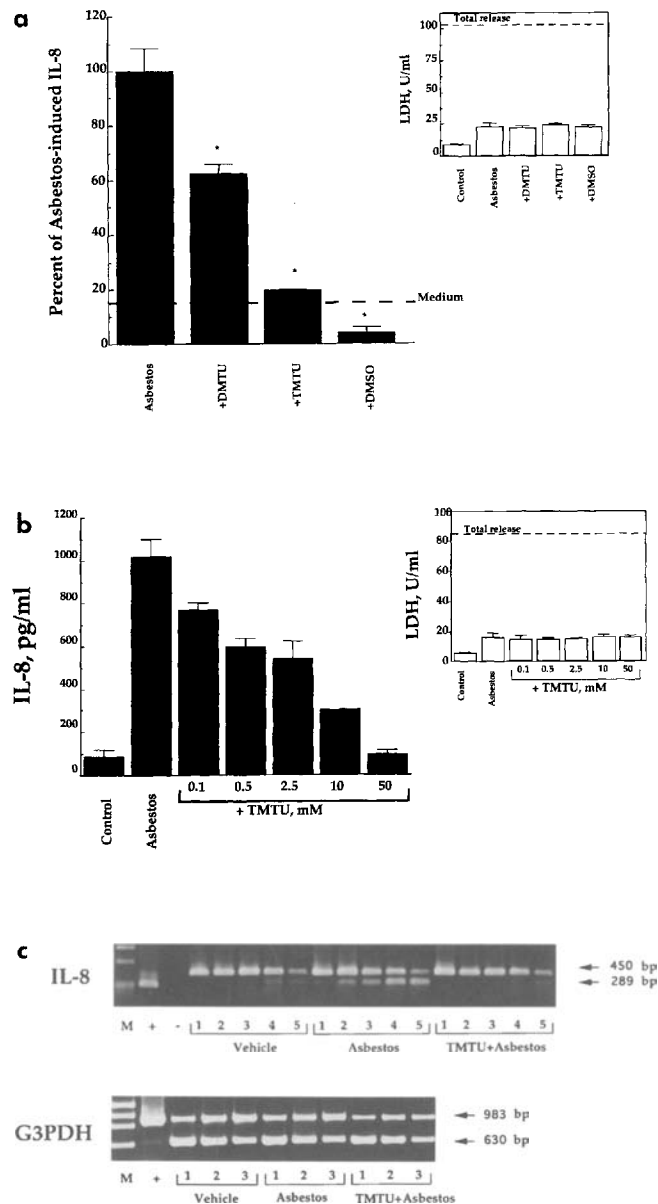 a
Percent of Asbestos-induced IL-8
120
100
80
60
40
20
0
*
*
*
Medium
Asbestos
+DMTU
+TMTU
+DMSO
LDH, U/ml
100
75
50
25
0
Total release
Control
Asbestos
+DMTU
+TMTU
+DMSO
b
IL-8, pg/ml
1200
1000
800
600
400
200
0
Control
Asbestos
0.1 0.5 2.5 10 50
+ TMTU, mM
LDH, U/ml
100
80
60
40
20
0
Total release
Control
Asbestos
0.1 0.5 2.5 10 50
+ TMTU, mM
c
IL-8
450 bp
289 bp
M + - 1 2 3 4 5 1 2 3 4 5 1 2 3 4 5
Vehicle Asbestos TMTU+Asbestos
G3PDH
983 bp
630 bp
M + 1 2 3 1 2 3 1 2 3
Vehicle Asbestos TMTU+Asbestos